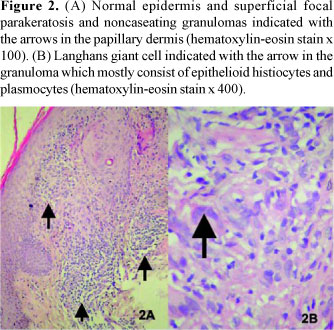 Figure 2. (A) Normal epidermis and superficial focal
parakeratosis and noncaseating granulomas indicated with
the arrows in the papillary dermis (hematoxylin-eosin stain x
100). (B) Langhans giant cell indicated with the arrow in the
granuloma which mostly consist of epithelioid histiocytes and
plasmocytes (hematoxylin-eosin stain x 400).
2A
2B